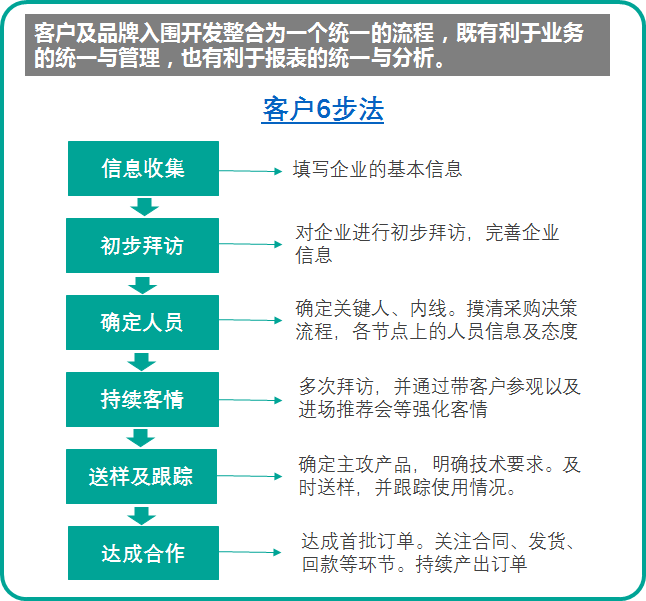 客户及品牌入围开发整合为一个统一的流程，既有利于业务
的统一与管理，也有利于报表的统一与分析。
客户6步法
信息收集
填写企业的基本信息
初步拜访
对企业进行初步拜访，完善企业
信息
确定人员
确定关键人、内线。摸清采购决策
流程，各节点上的人员信息及态度
持续客情
多次拜访，并通过带客户参观以及
进场推荐会等强化客情
送样及跟踪
确定主攻产品，明确技术要求。及
时送样，并跟踪使用情况。
达成合作
达成首批订单。关注合同、发货、
回款等环节。持续产出订单